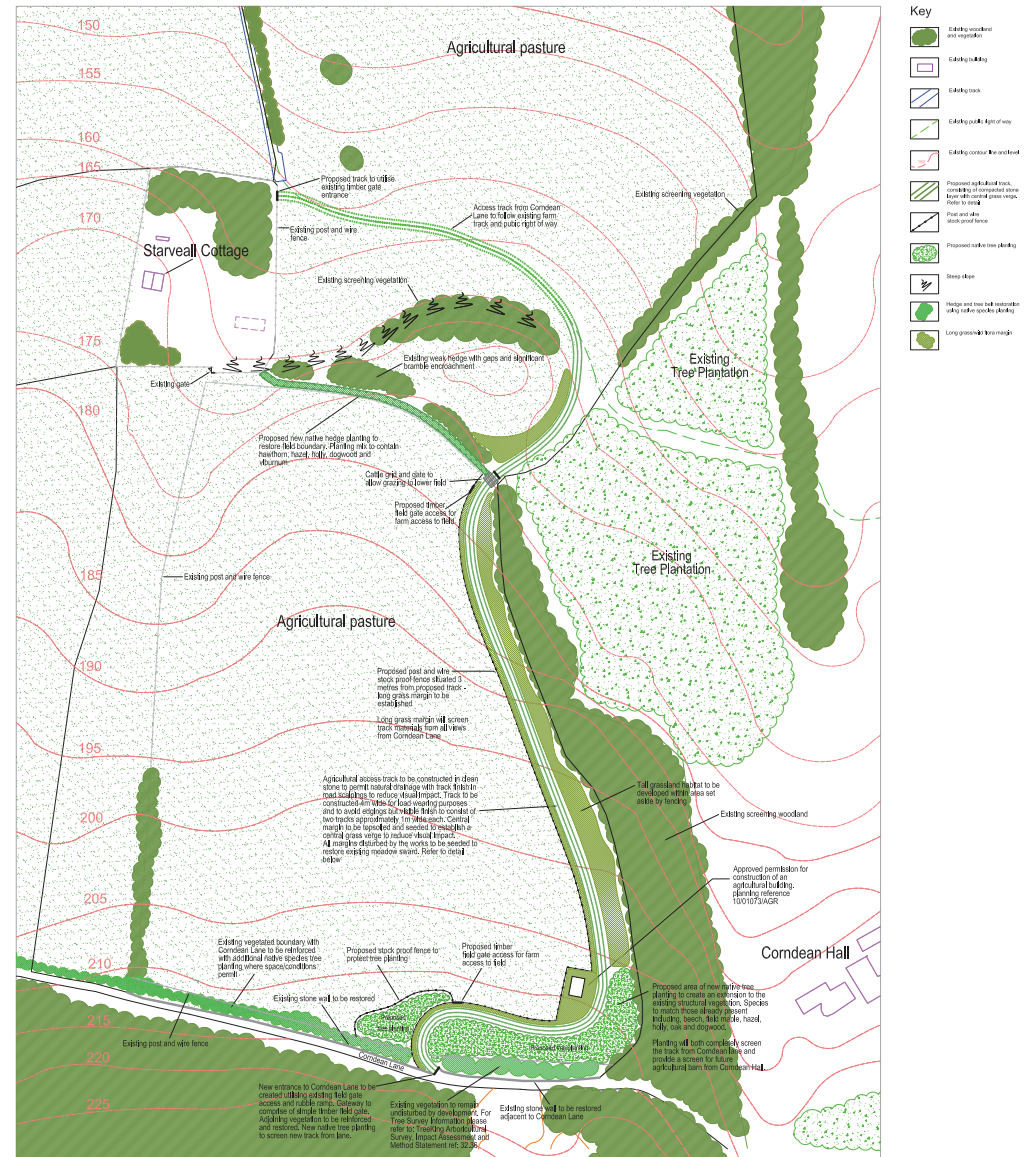 Key
Existing woodland
and vegetation
Existing building
Existing track
Existing public right of way
Existing contour line and level
Proposed agricultural track,
consisting of compacted stone
layer with central grass verge.
Refer to detail
Post and wire
stock proof fence
Proposed native tree planting
Steep slope
Hedge and tree belt restoration
using native species planting
Long grass/wild flora margin
150
155
160
165
170
175
180
185
190
195
200
205
210
215
220
225
Agricultural pasture
Proposed track to utilise
existing timber gate
entrance
Existing screening vegetation
Access track from Corndean
Lane to follow existing farm
track and pubic right of way
Existing post and wire
fence
Starveall Cottage
Existing screening vegetation
Existing weak hedge with gaps and significant
bramble encroachment
Existing
Tree Plantation
Existing gate
Proposed new native hedge planting to
restore field boundary. Planting mix to contain
hawthorn, hazel, holly, dogwood and
viburnum.
Cattle grid and gate to
allow grazing to lower field
Proposed timber
field gate access for
farm access to field.
Existing
Tree Plantation
Existing post and wire fence
Agricultural pasture
Proposed post and wire
stock proof fence situated 3
metres from proposed track -
long grass margin to be
established
Long grass margin will screen
track materials from all views
from Corndean Lane
Agricultural access track to be constructed in clean
stone to permit natural drainage with track finish in
road scalpings to reduce visual impact. Track to be
constructed 4m wide for load wearing purposes
and to avoid edgings but visible finish to consist of
two tracks approximately 1m wide each. Central
margin to be topsoiled and seeded to establish a
central grass verge to reduce visual impact.
All margins disturbed by the works to be seeded to
restore existing meadow sward. Refer to detail
below
Tall grassland habitat to be
developed within area set
aside by fencing
Existing screening woodland
Approved permission for
construction of an
agricultural building.
planning reference
10/01073/AGR
Corndean Hall
Existing vegetated boundary with
Corndean Lane to be reinforced
with additional native species tree
planting where space/conditions
permit
Proposed stock proof fence to
protect tree planting
Proposed timber
field gate access for farm
access to field
Existing stone wall to be restored
Proposed
tree planting
Proposed tree planting
Proposed area of new native tree
planting to create an extension to the
existing structural vegetation. Species
to match those already present
including, beech, field maple, hazel,
holly, oak and dogwood.
Planting will both completely screen
the track from Corndean lane and
provide a screen for future
agricultural barn from Corndean Hall.
Existing post and wire fence
Corndean Lane
New entrance to Corndean Lane to be
created utilising existing field gate
access and rubble ramp. Gateway to
comprise of simple timber field gate.
Adjoining vegetation to be reinforced
and restored. New native tree planting
to screen new track from lane.
Existing vegetation to remain
undisturbed by development. For
Tree Survey Information please
refer to: TreeKing Arboricultural
Survey, Impact Assessment and
Method Statement ref: 32.36
Existing stone wall to be restored
adjacent to Corndean Lane